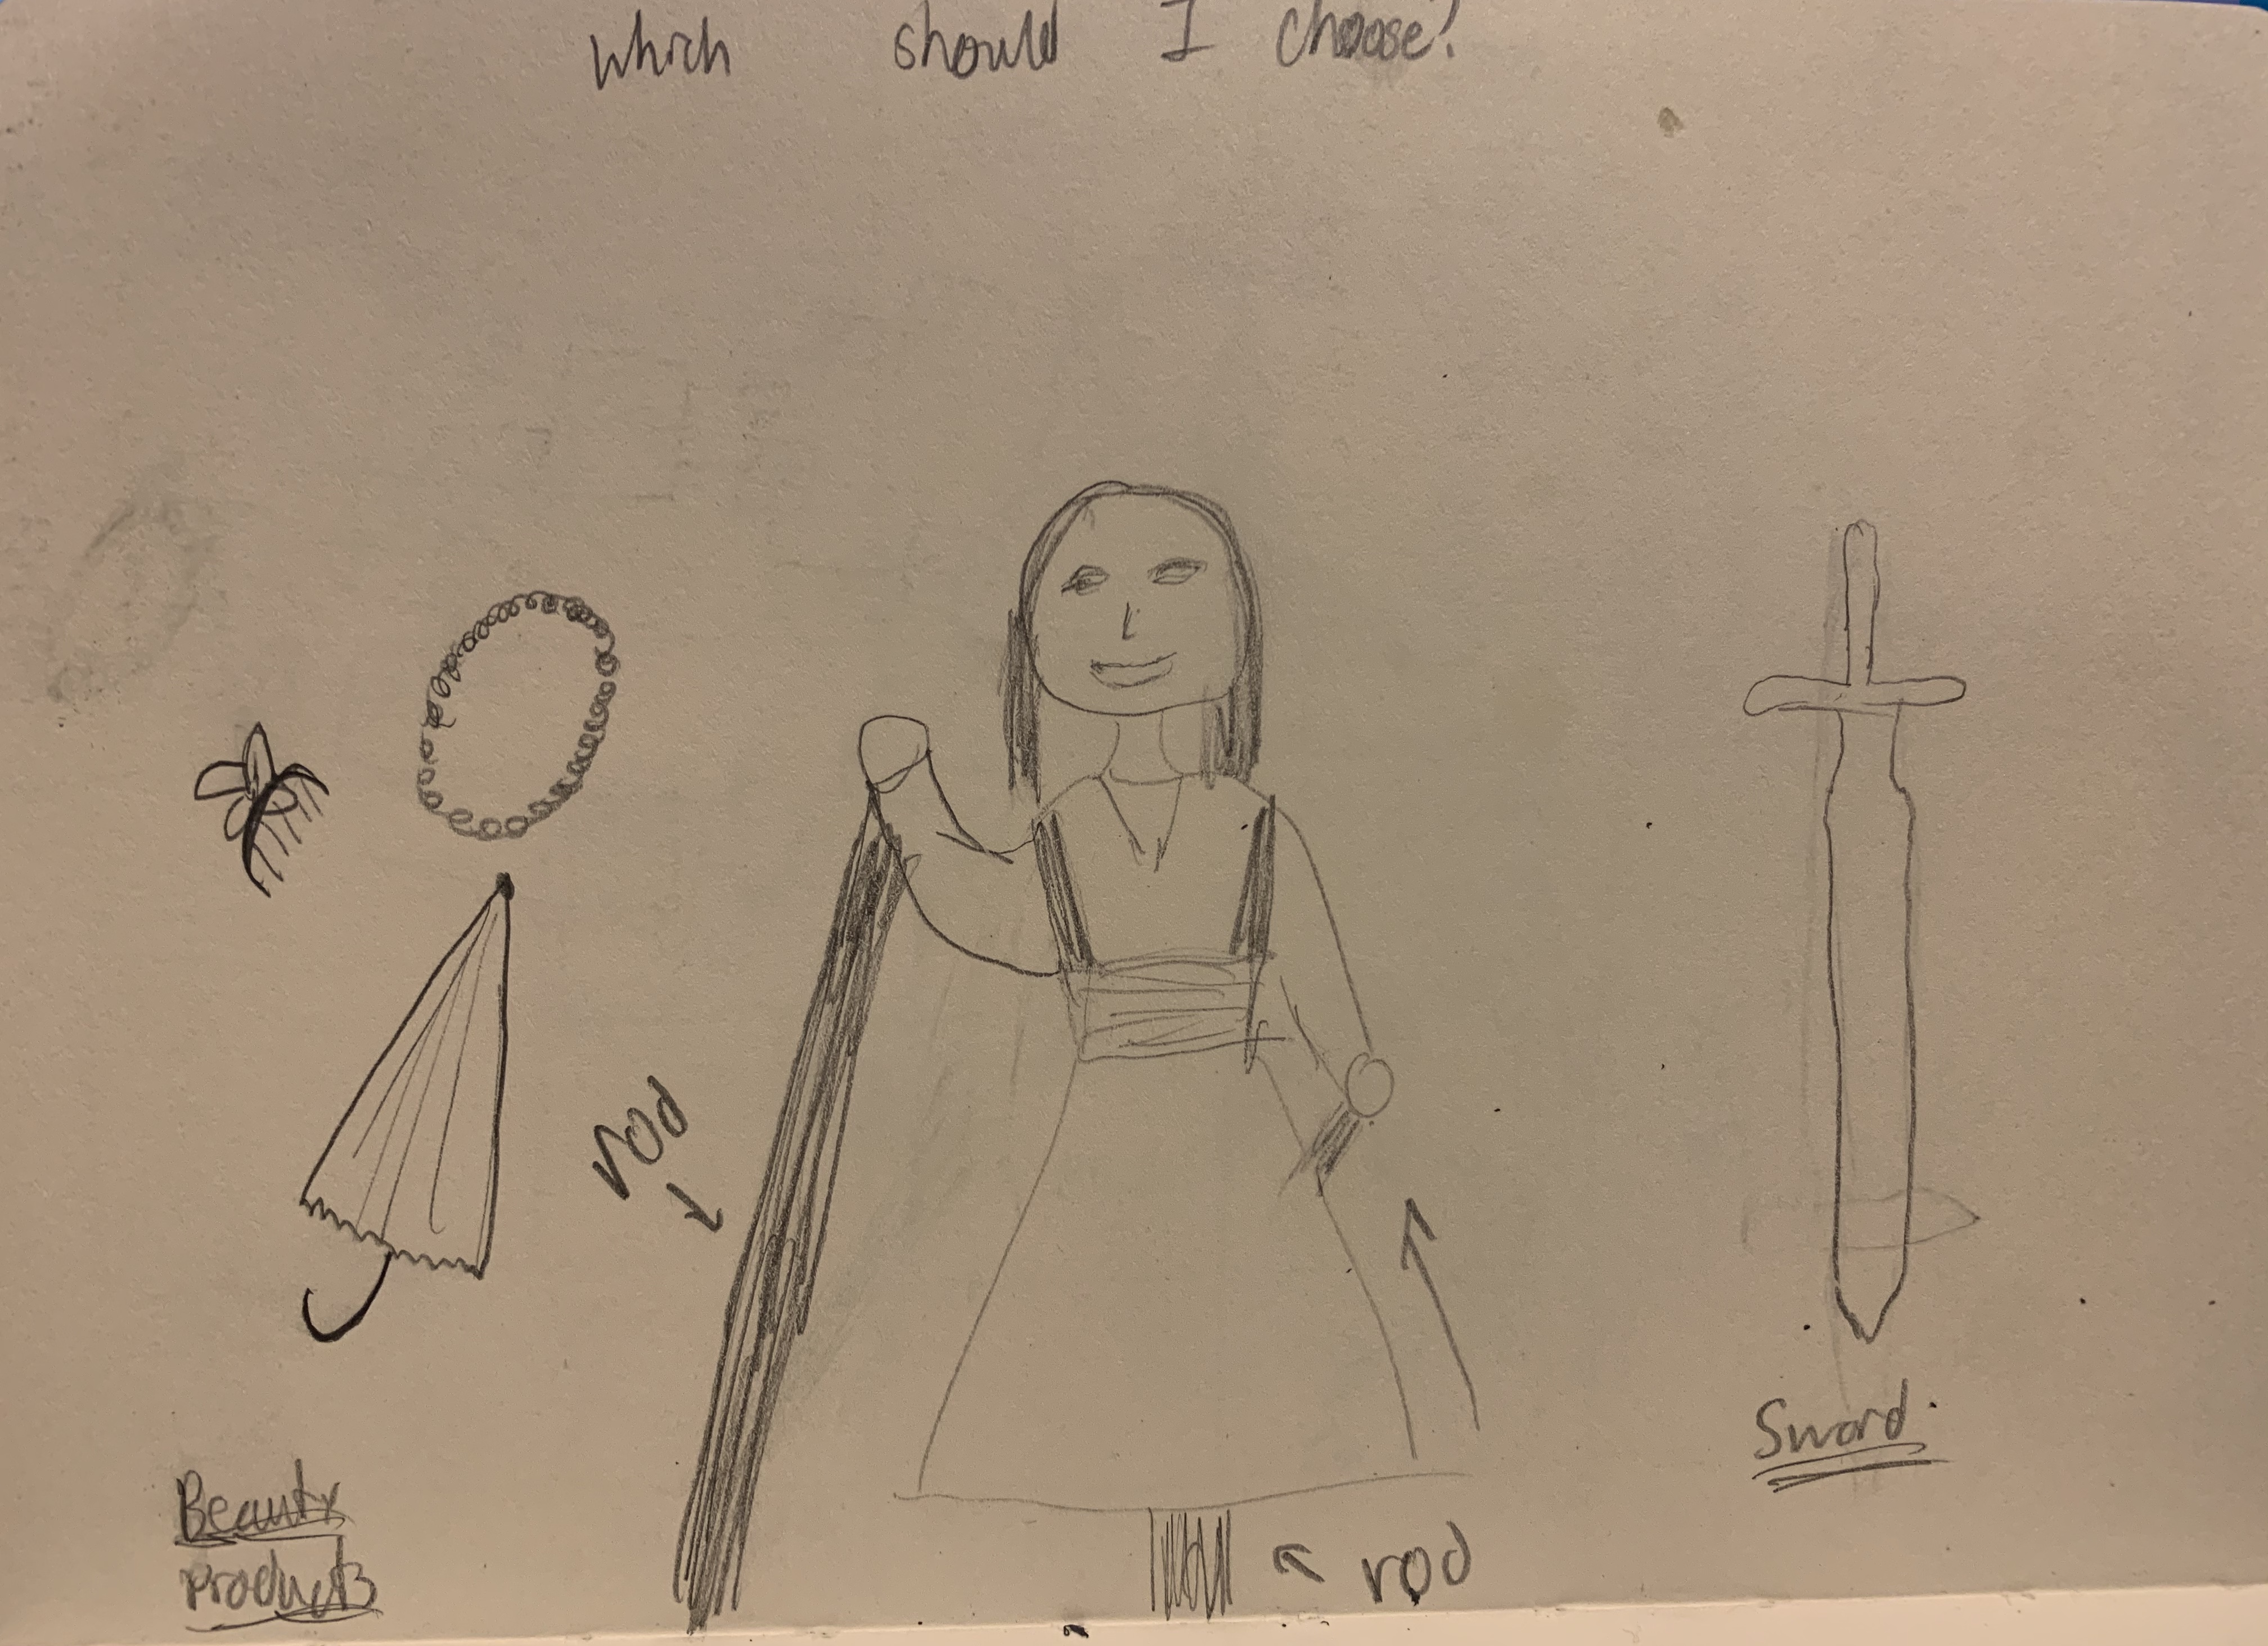 which should I choose?
rod
Sword.
Beauty
products
rod